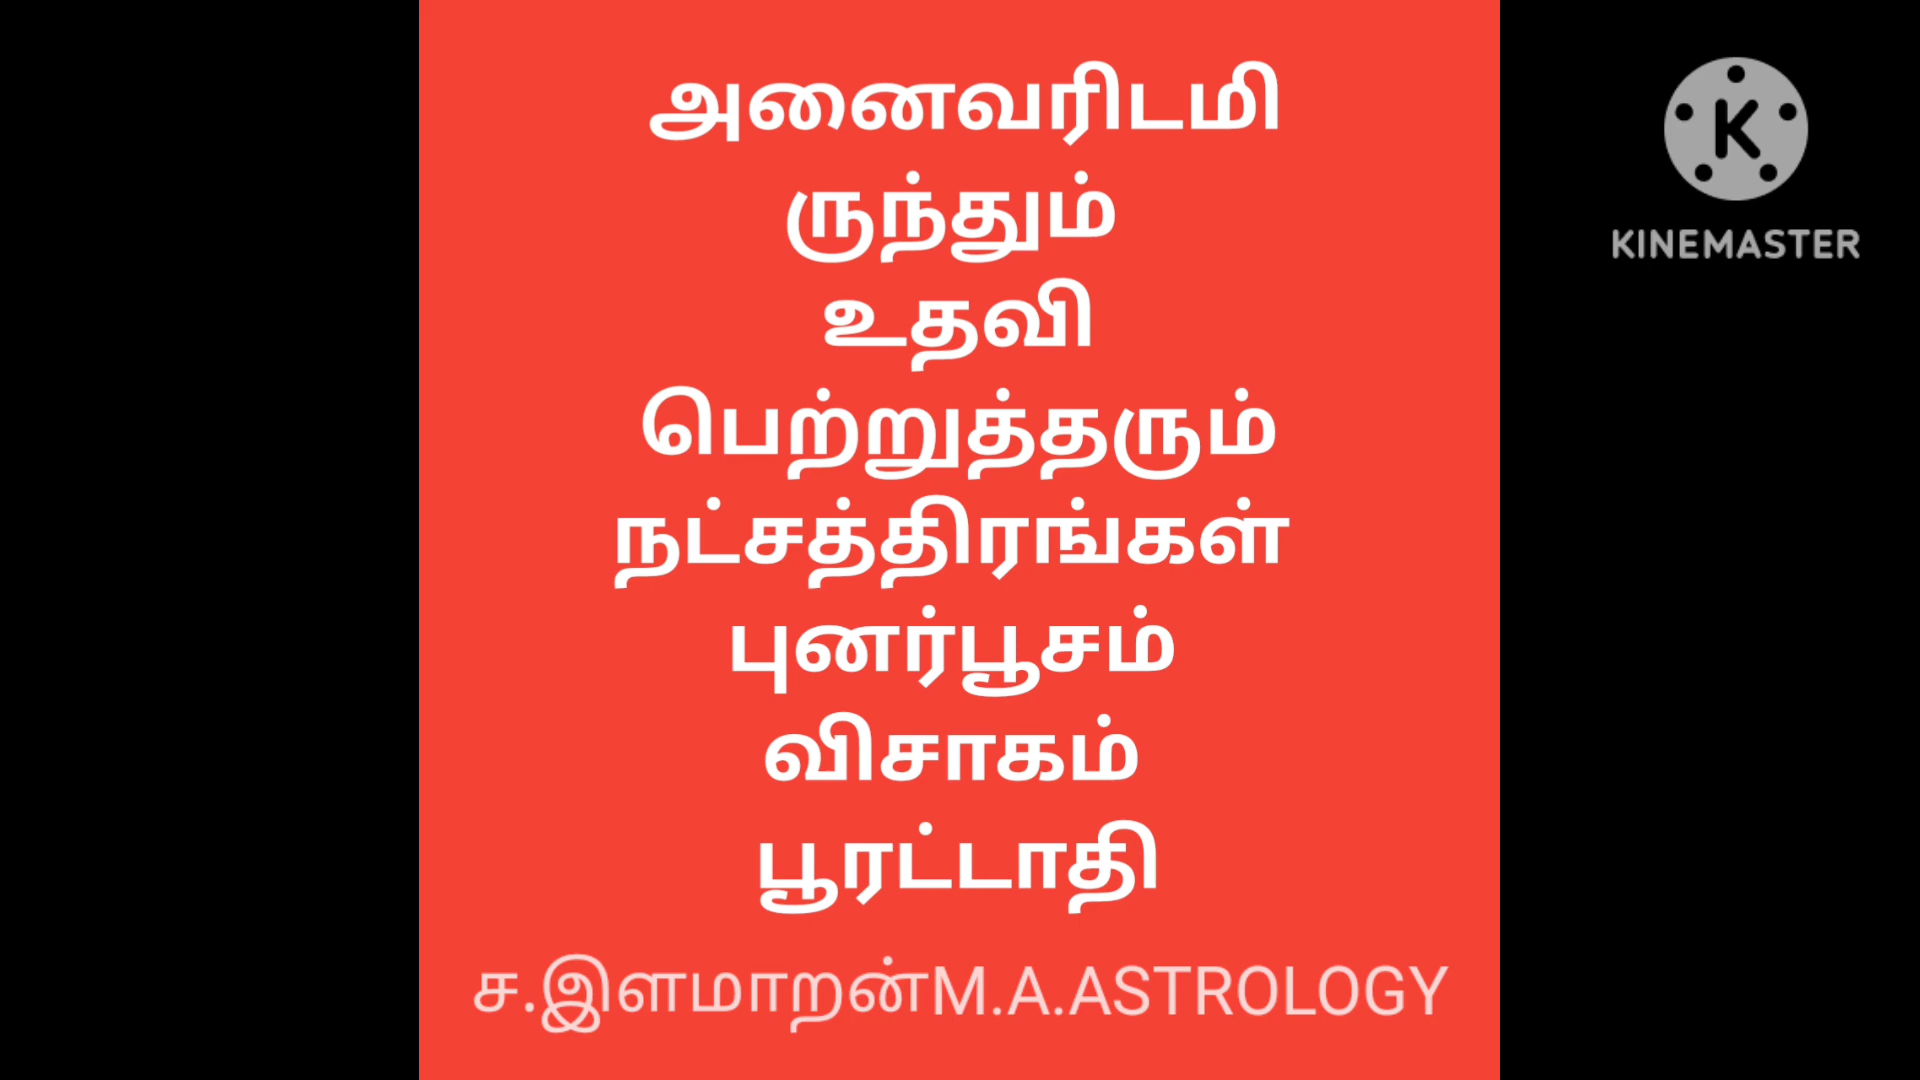 அனைவரிடமி
ருந்தும்
உதவி
பெற்றுத்தரும்
நட்சத்திரங்கள்
புனர்பூசம்
விசாகம்
பூரட்டாதி
ச.இளமாறன்M.A.ASTROLOGY
K
KINEMASTER